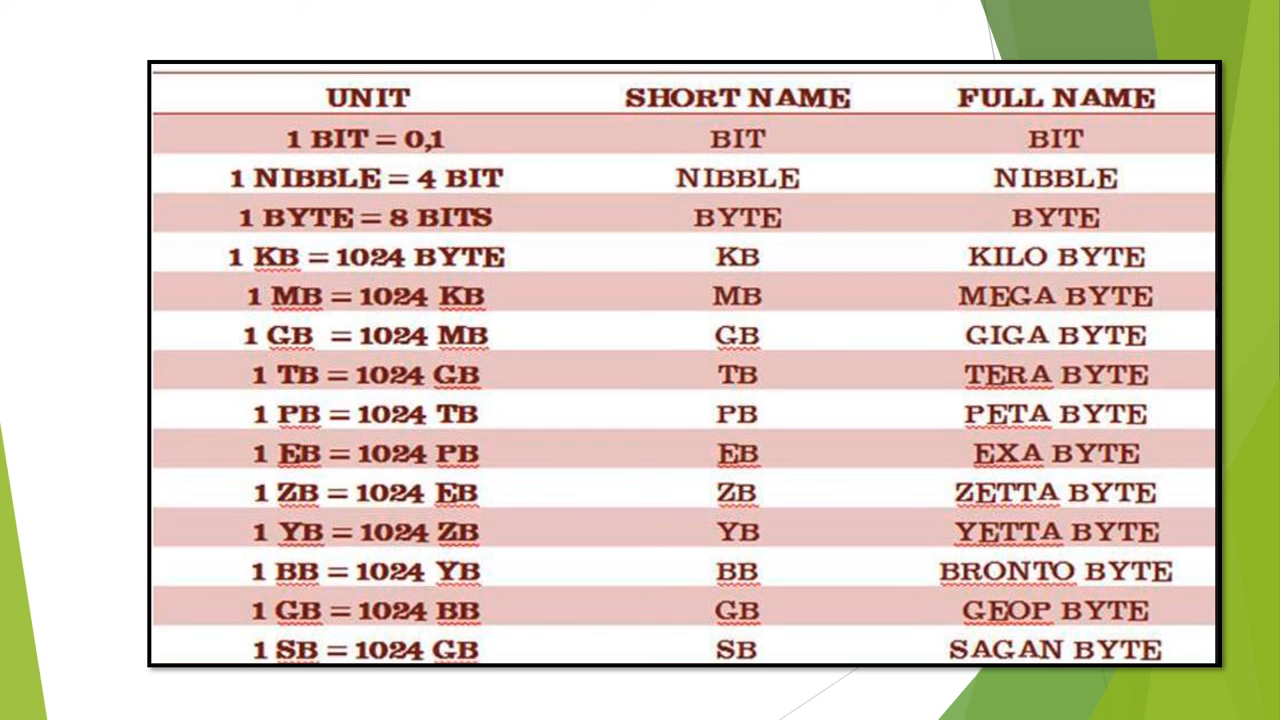 UNIT SHORT NAME FULL NAME
1 BIT = 0,1 BIT BIT
1 NIBBLE = 4 BIT NIBBLE NIBBLE
1 BYTE = 8 BITS BYTE BYTE
1 KB = 1024 BYTE KB KILO BYTE
1 MB = 1024 KB MB MEGA BYTE
1 GB = 1024 MB GB GIGA BYTE
1 TB = 1024 GB TB TERA BYTE
1 PB = 1024 TB PB PETA BYTE
1 EB = 1024 PB EB EXA BYTE
1 ZB = 1024 EB ZB ZETTA BYTE
1 YB = 1024 ZB YB YETTA BYTE
1 BB = 1024 YB BB BRONTO BYTE
1 GB = 1024 BB GB GEOP BYTE
1 SB = 1024 GB SB SAGAN BYTE